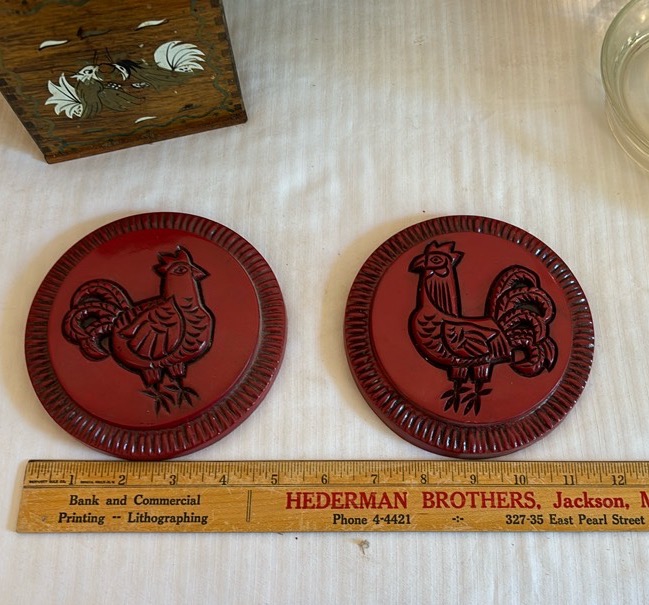 1 2 3 4 5 6 7 8 9 10 11 12
Bank and Commercial
Printing -- Lithographing
HEDERMAN BROTHERS, Jackson, M
Phone 4-4421 -:- 327-35 East Pearl Street